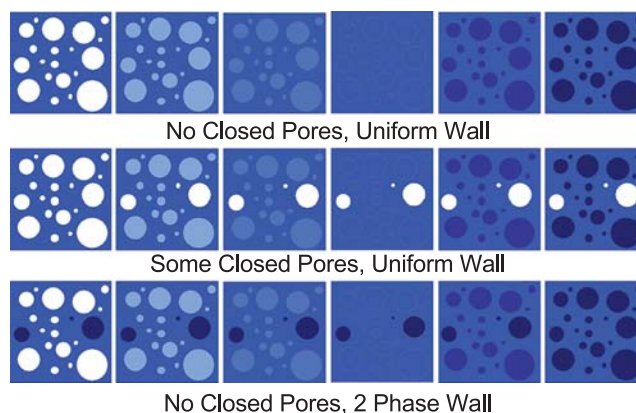 No Closed Pores, Uniform Wall
Some Closed Pores, Uniform Wall
No Closed Pores, 2 Phase Wall